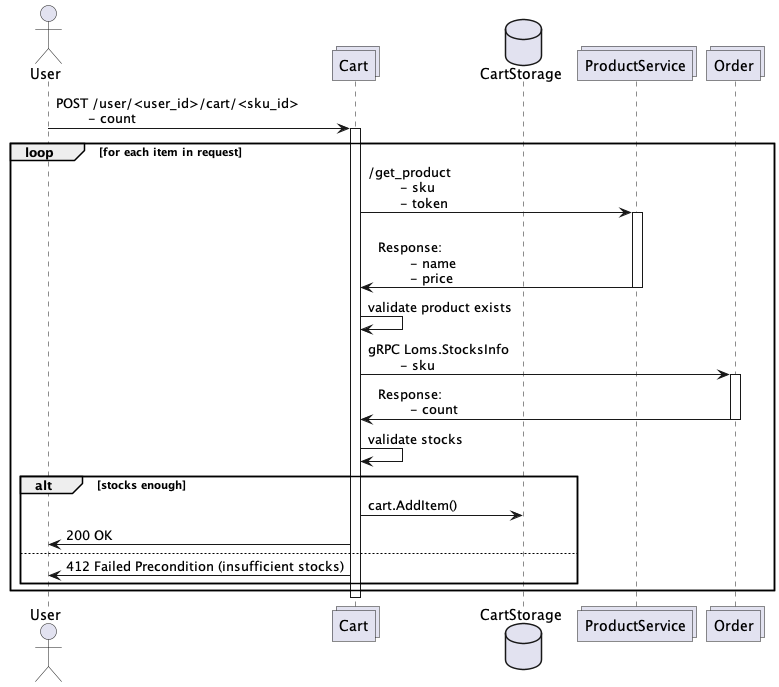 User
Cart
CartStorage
ProductService
Order
POST /user/<user_id>/cart/<sku_id>
- count
loop
[for each item in request]
/get_product
- sku
- token
Response:
- name
- price
validate product exists
gRPC Loms.StocksInfo
- sku
Response:
- count
validate stocks
alt
[stocks enough]
cart.AddItem()
200 OK
412 Failed Precondition (insufficient stocks)
User
Cart
CartStorage
ProductService
Order